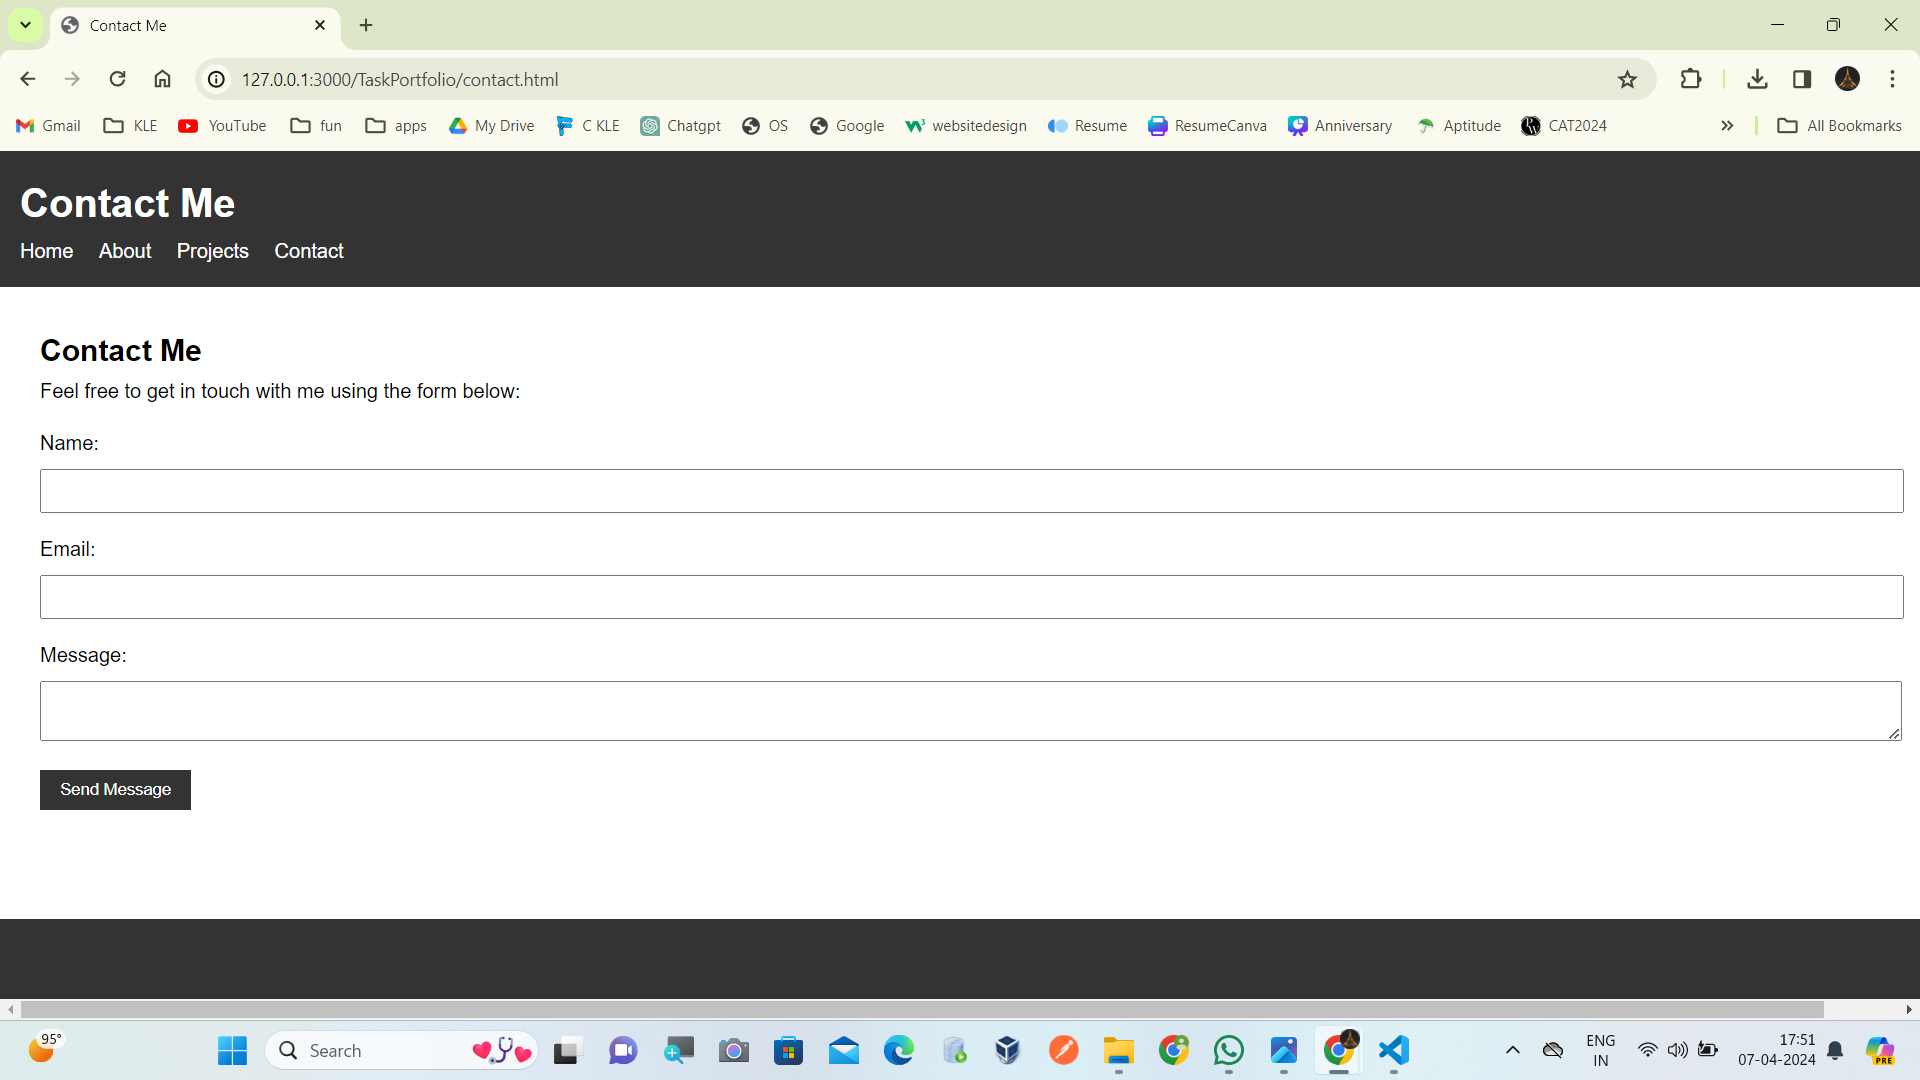 Contact Me
127.0.0.1:3000/TaskPortfolio/contact.html
Gmail KLE YouTube fun apps My Drive C KLE Chatgpt OS Google websitedesign Resume ResumeCanva Anniversary Aptitude CAT2024 » All Bookmarks
Contact Me
Home About Projects Contact
Contact Me
Feel free to get in touch with me using the form below:
Name:
Email:
Message:
Send Message
95°
Search
ENG
IN
17:51
07-04-2024
PRE